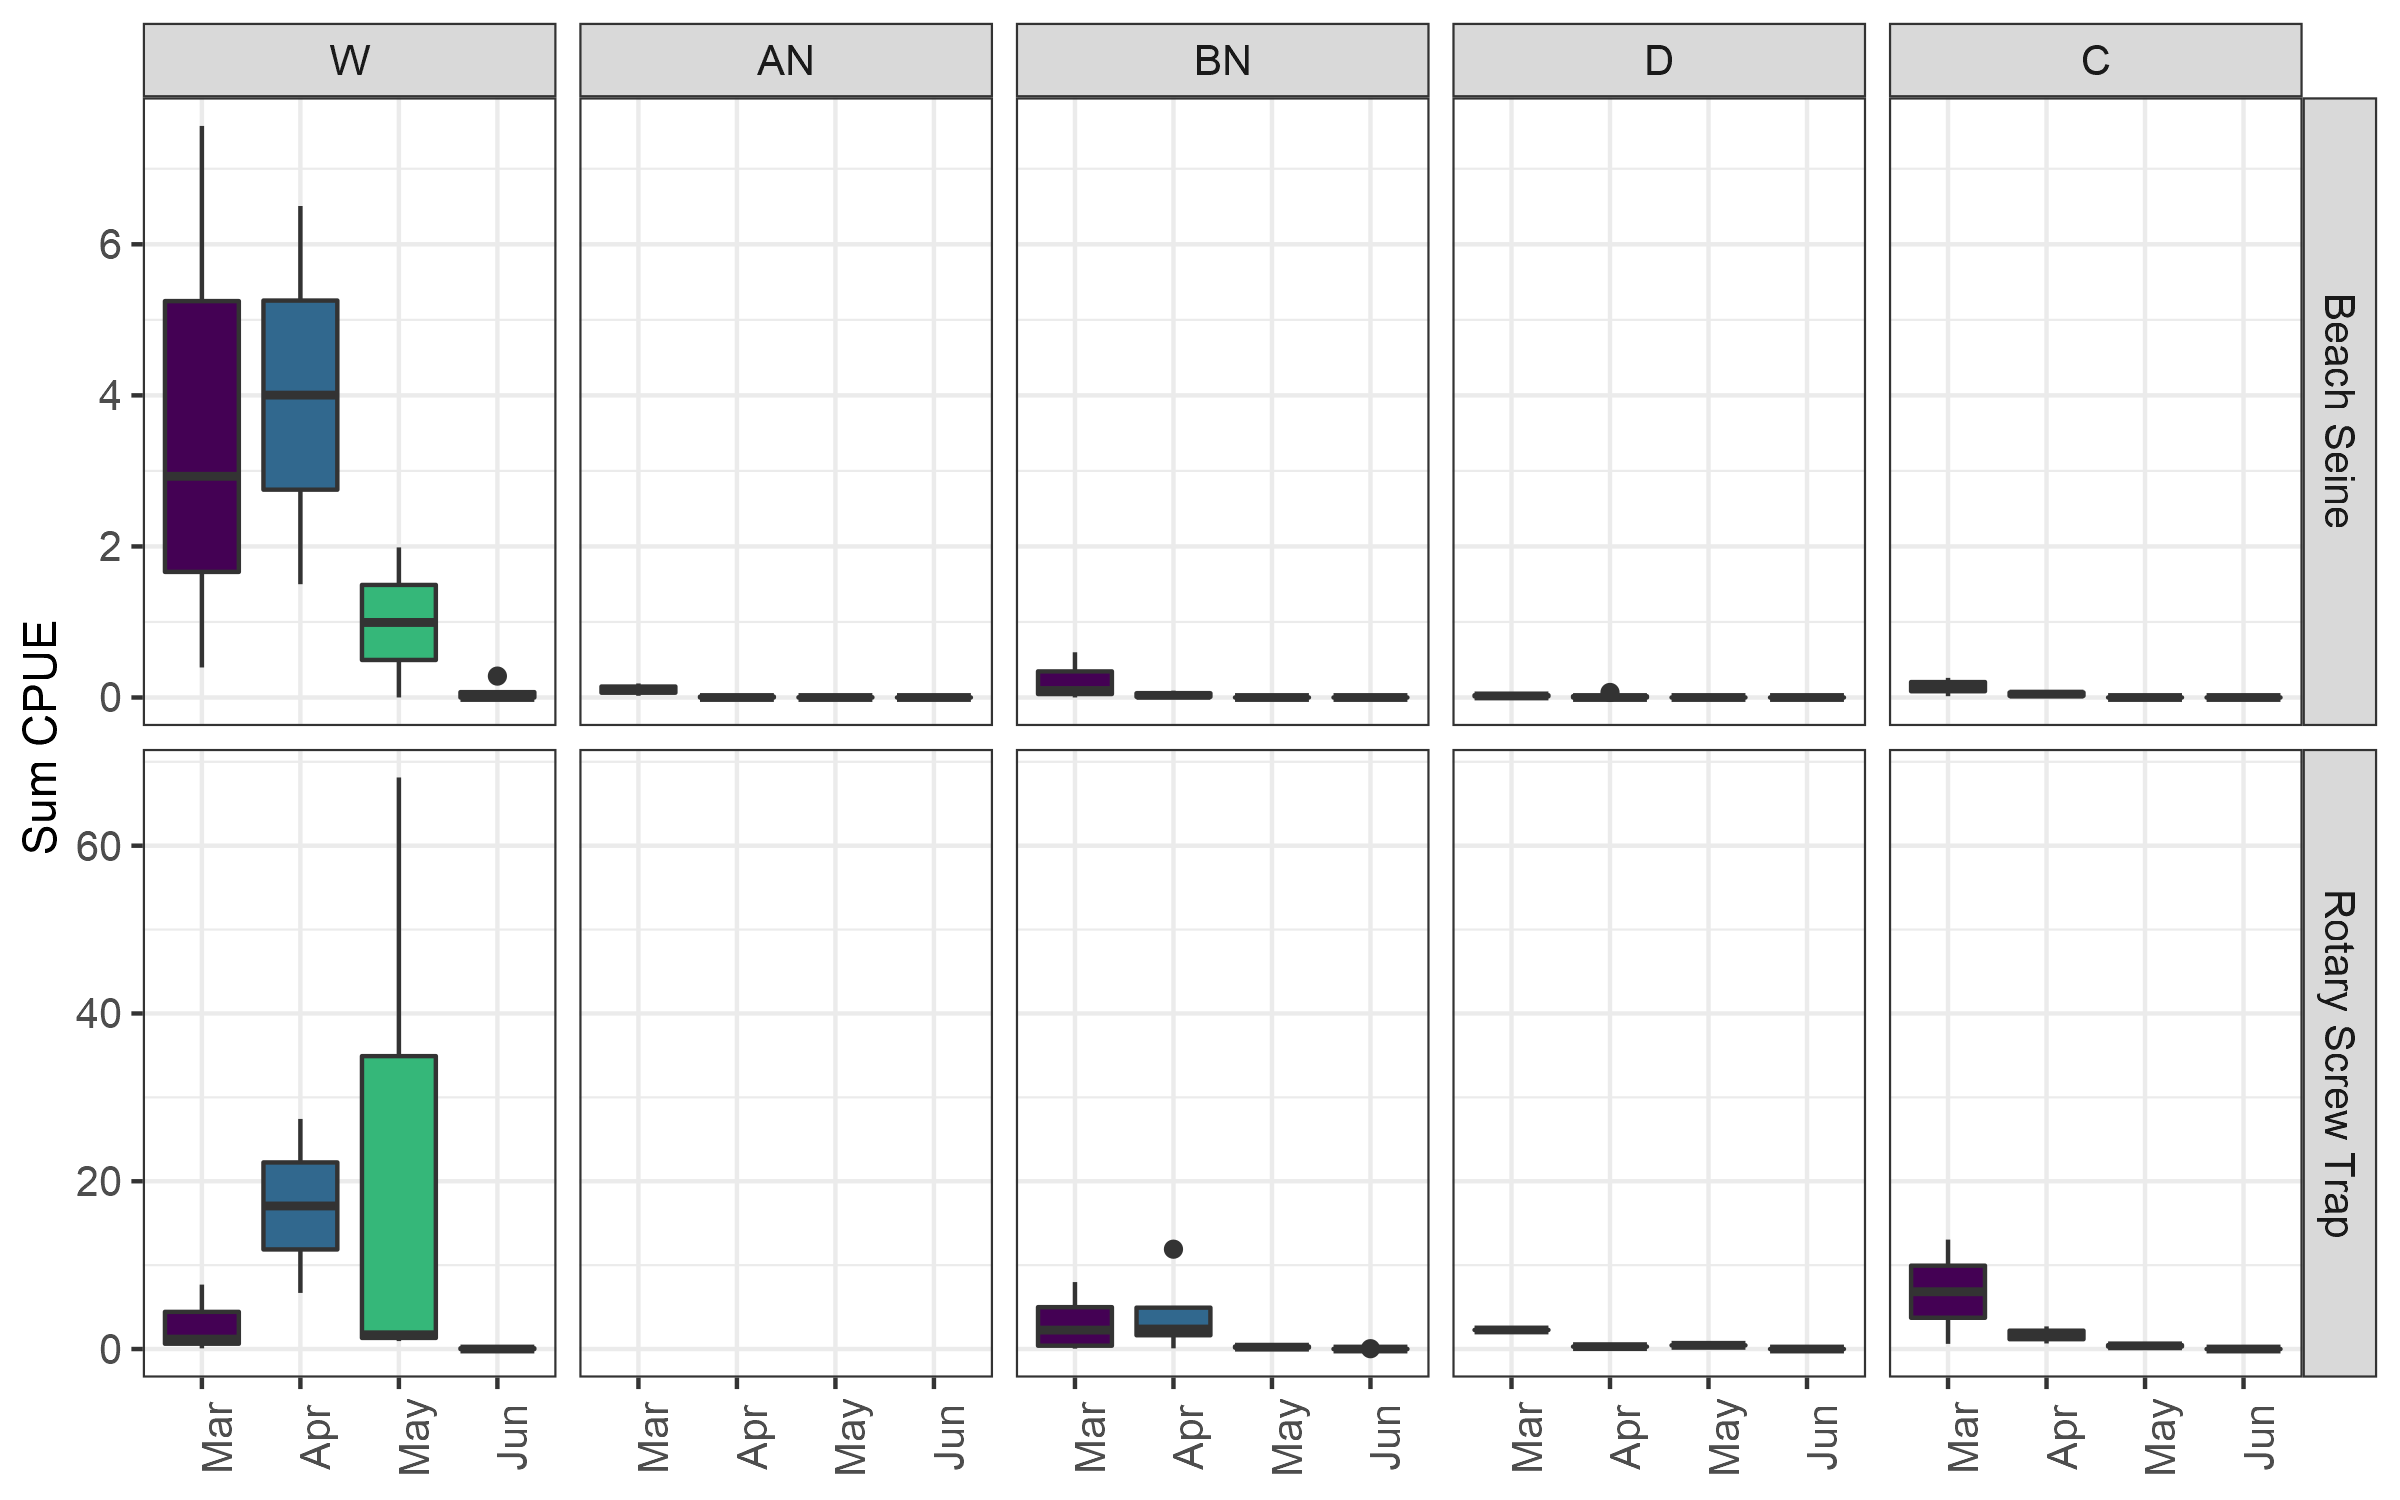 W AN BN D C
Sum CPUE
6
4
2
0
Beach Seine
60
40
20
0
Rotary Screw Trap
Mar Apr May Jun Mar Apr May Jun Mar Apr May Jun Mar Apr May Jun Mar Apr May Jun